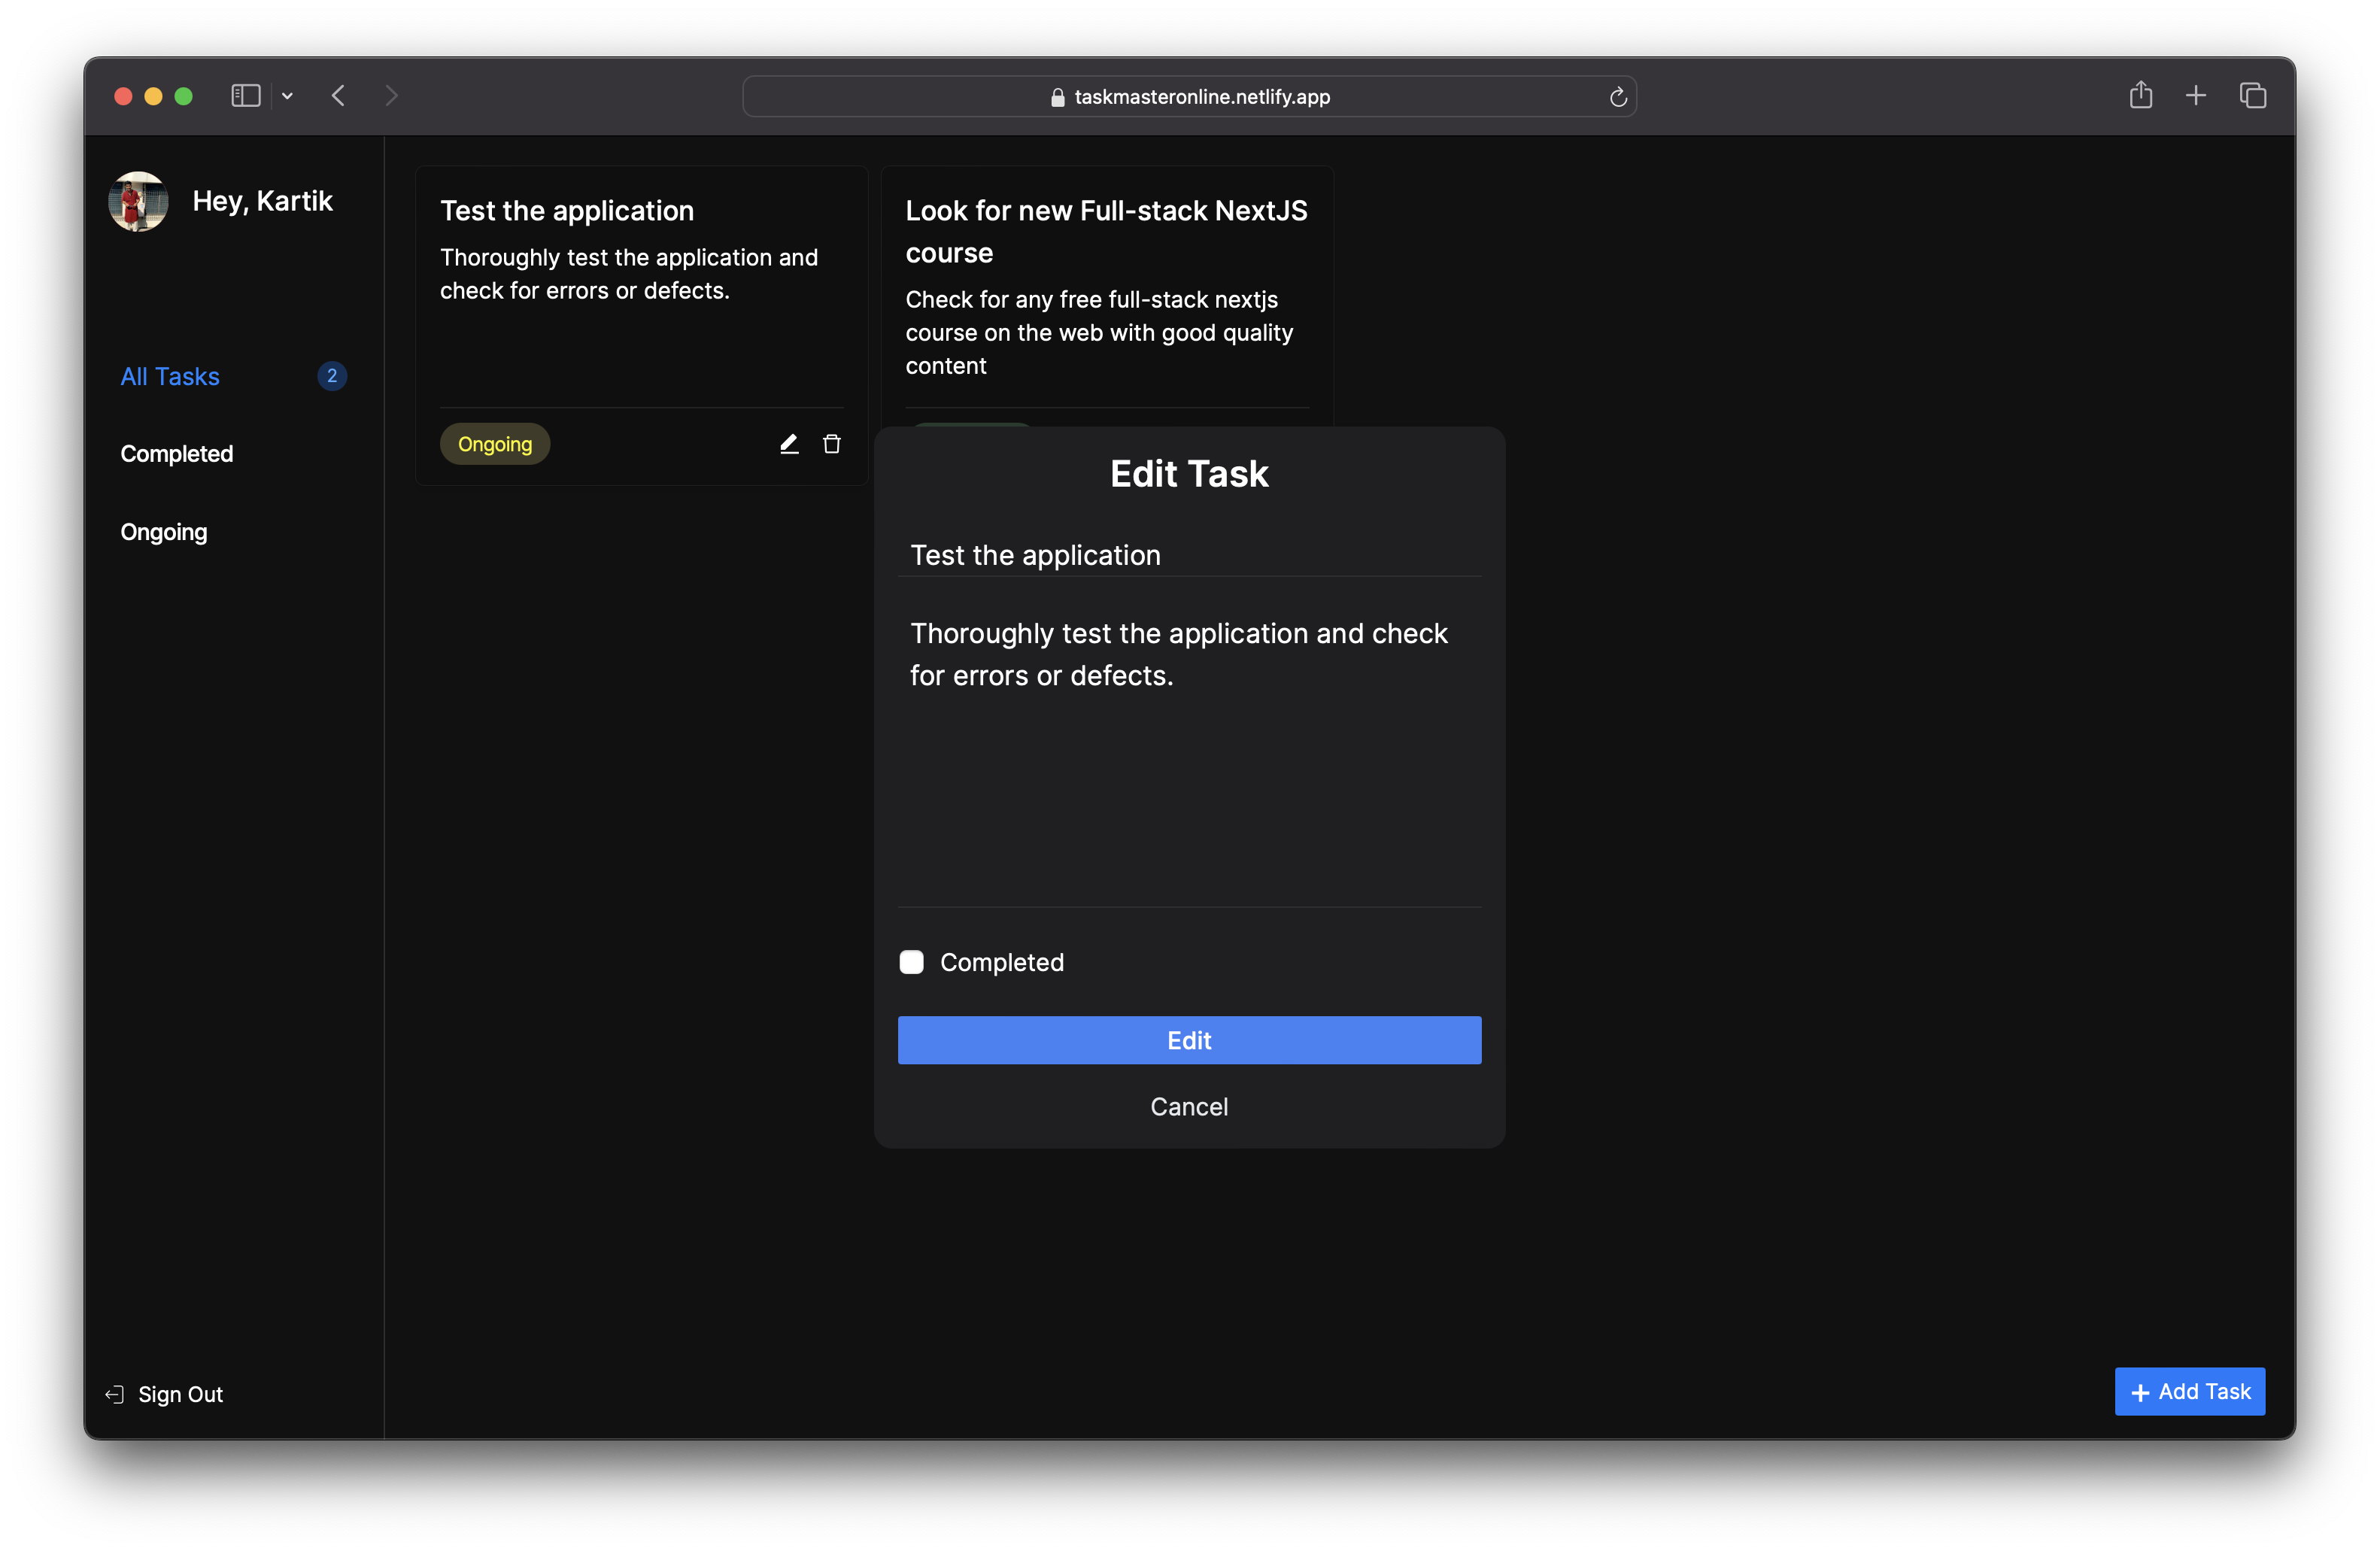 taskmasteronline.netlify.app
Hey, Kartik
All Tasks 2
Completed
Ongoing
Sign Out
Test the application
Thoroughly test the application and
check for errors or defects.
Ongoing
Look for new Full-stack NextJS
course
Check for any free full-stack nextjs
course on the web with good quality
content
Edit Task
Test the application
Thoroughly test the application and check
for errors or defects.
Completed
Edit
Cancel
Add Task